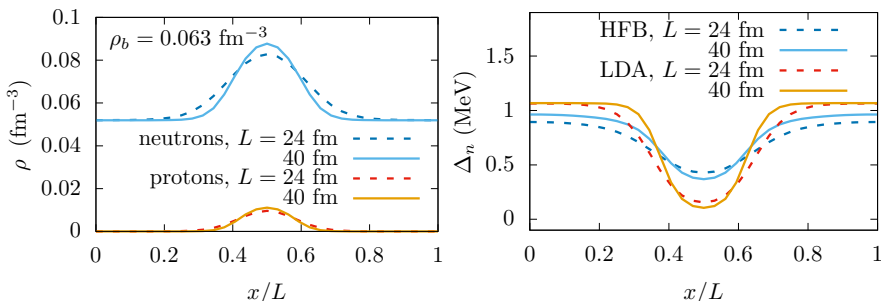 0.1
0.08
0.06
0.04
0.02
0
ρ (fm⁻³)
ρ_b = 0.063 fm⁻³
neutrons, L = 24 fm
40 fm
protons, L = 24 fm
40 fm
0 0.2 0.4 0.6 0.8 1
x/L
1.5
1
0.5
0
Δ_n (MeV)
HFB, L = 24 fm
40 fm
LDA, L = 24 fm
40 fm
0 0.2 0.4 0.6 0.8 1
x/L